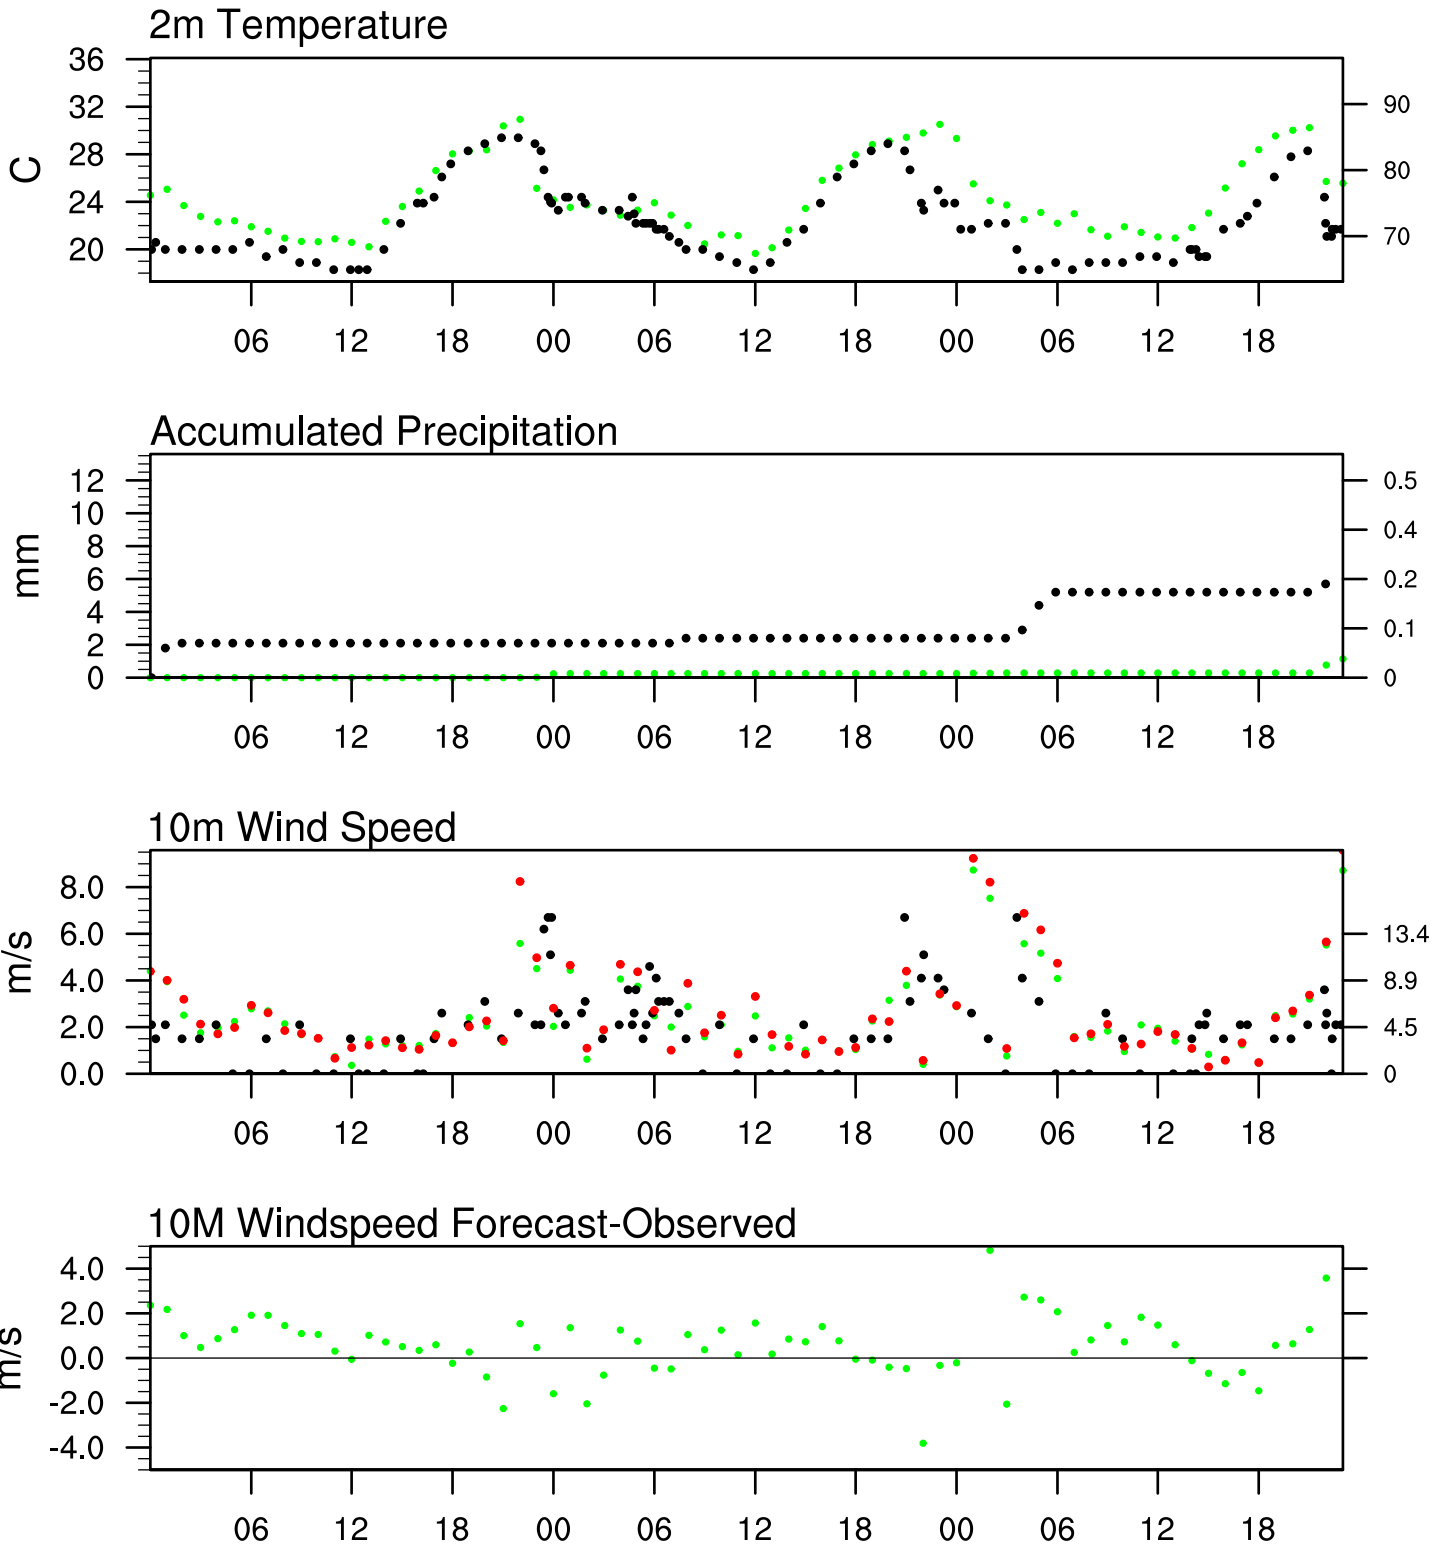 2m Temperature
36
32
28
24
20
C
90
80
70
06 12 18 00 06 12 18 00 06 12 18
Accumulated Precipitation
12
10
8
6
4
2
0
mm
0.5
0.4
0.2
0.1
0
06 12 18 00 06 12 18 00 06 12 18
10m Wind Speed
8.0
6.0
4.0
2.0
0.0
m/s
13.4
8.9
4.5
0
06 12 18 00 06 12 18 00 06 12 18
10M Windspeed Forecast-Observed
4.0
2.0
0.0
-2.0
-4.0
m/s
06 12 18 00 06 12 18 00 06 12 18